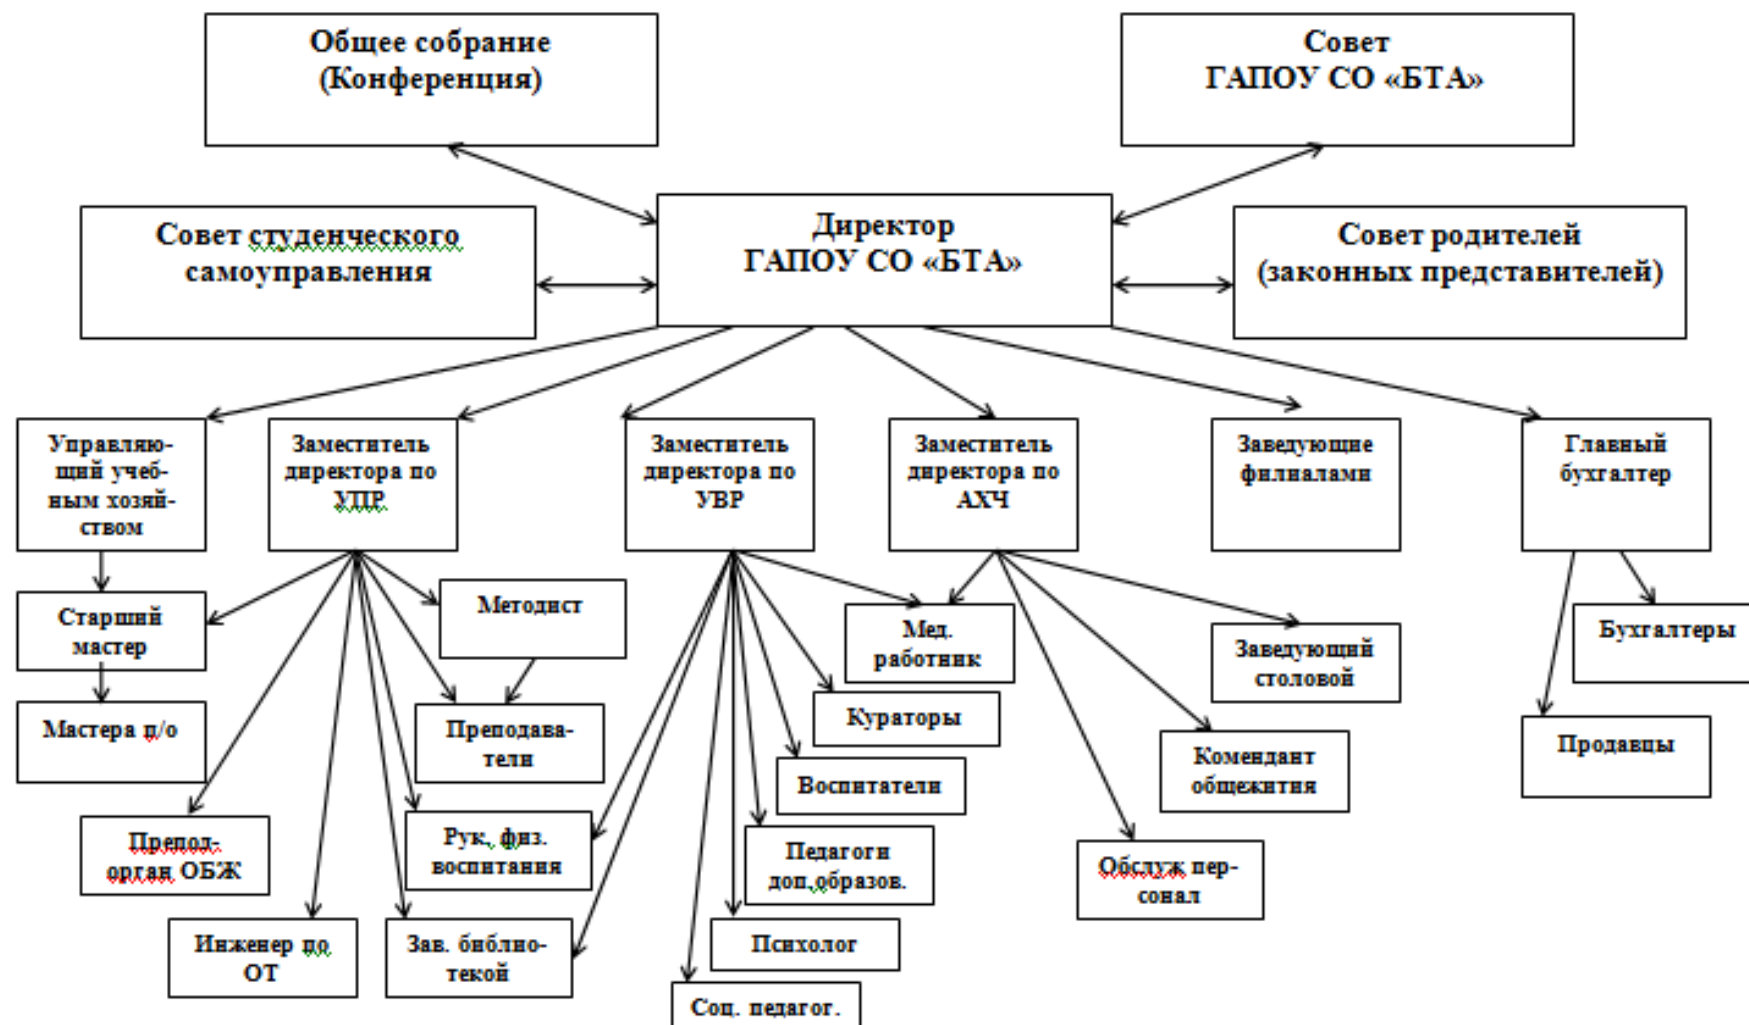 Общее собрание
(Конференция)
Совет
ГАПОУ СО «БТА»
Совет студенческого
самоуправления
Директор
ГАПОУ СО «БТА»
Совет родителей
(законных представителей)
Управляю-
щий учеб-
ным хозяй-
ством
Заместитель
директора по
УПР
Заместитель
директора по
УВР
Заместитель
директора по
АХЧ
Заведующие
филиалами
Главный
бухгалтер
Старший
мастер
Методист
Мед.
работник
Заведующий
столовой
Бухгалтеры
Мастера п/о
Преподава-
тели
Кураторы
Комендант
общежития
Продавцы
Воспитатели
Препод-
орган ОБЖ
Рук. физ.
воспитания
Педагоги
доп.образов.
Обслуж пер-
сонал
Инженер по
ОТ
Зав. библио-
текой
Психолог
Соц. педагог.